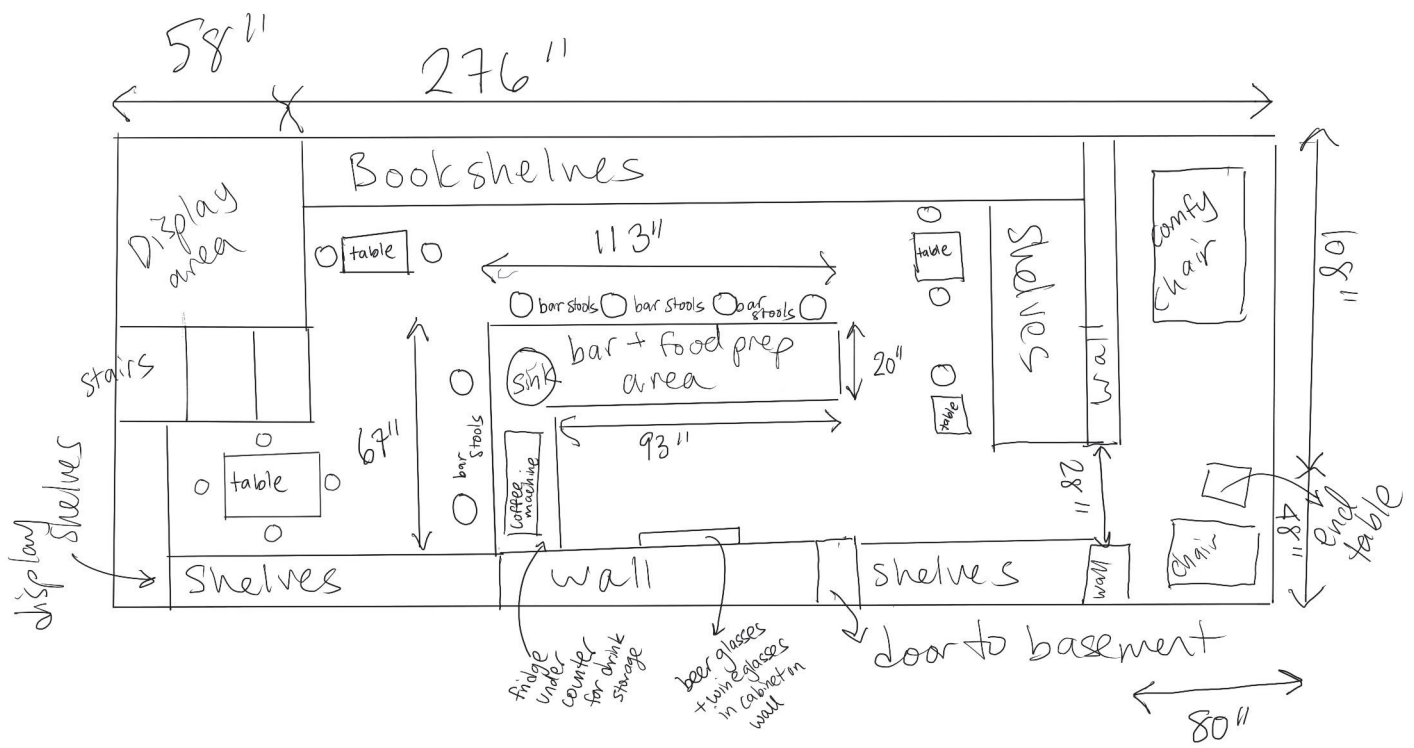 58"
276"
Bookshelves
Display
area
table
113"
bar stools
bar stools
bar
stools
bar + food prep
area
sink
20"
93"
67"
bar
stools
coffee
machine
table
table
Shelves
wall
comfy
chair
108"
stairs
table
display
shelves
shelves
wall
shelves
28"
wall
chair
48"
end
table
door to basement
fridge
under
counter
for drink
storage
beer glasses
+ wine glasses
in cabinet on
wall
80"